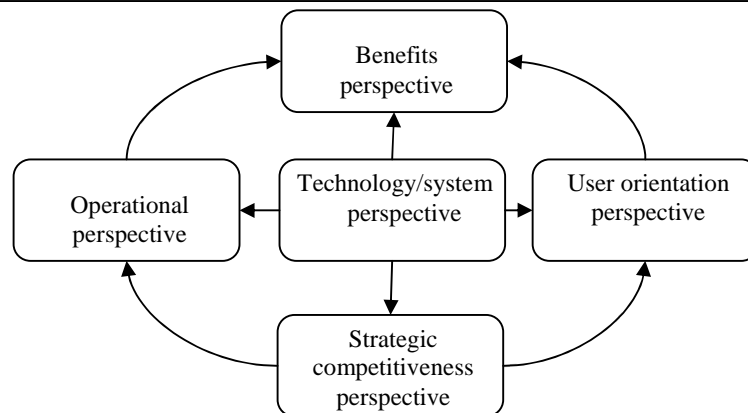 Benefits
perspective
Technology/system
perspective
User orientation
perspective
Operational
perspective
Strategic
competitiveness
perspective